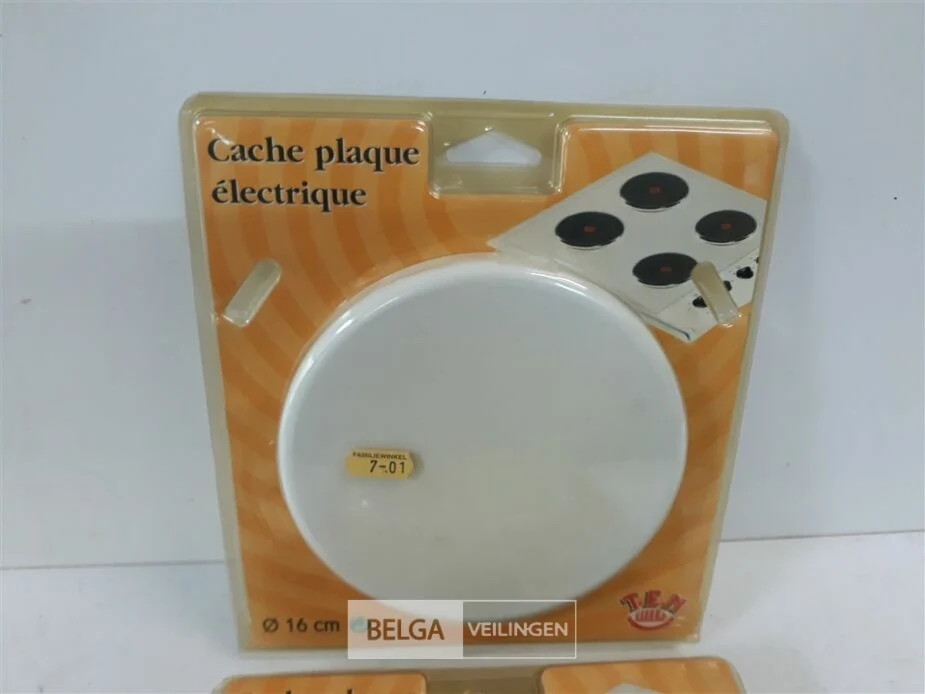 Cache plaque
électrique
FAMILIEWINKEL
7-.01
Ø 16 cm
BELGA VEILINGEN
T.E.N